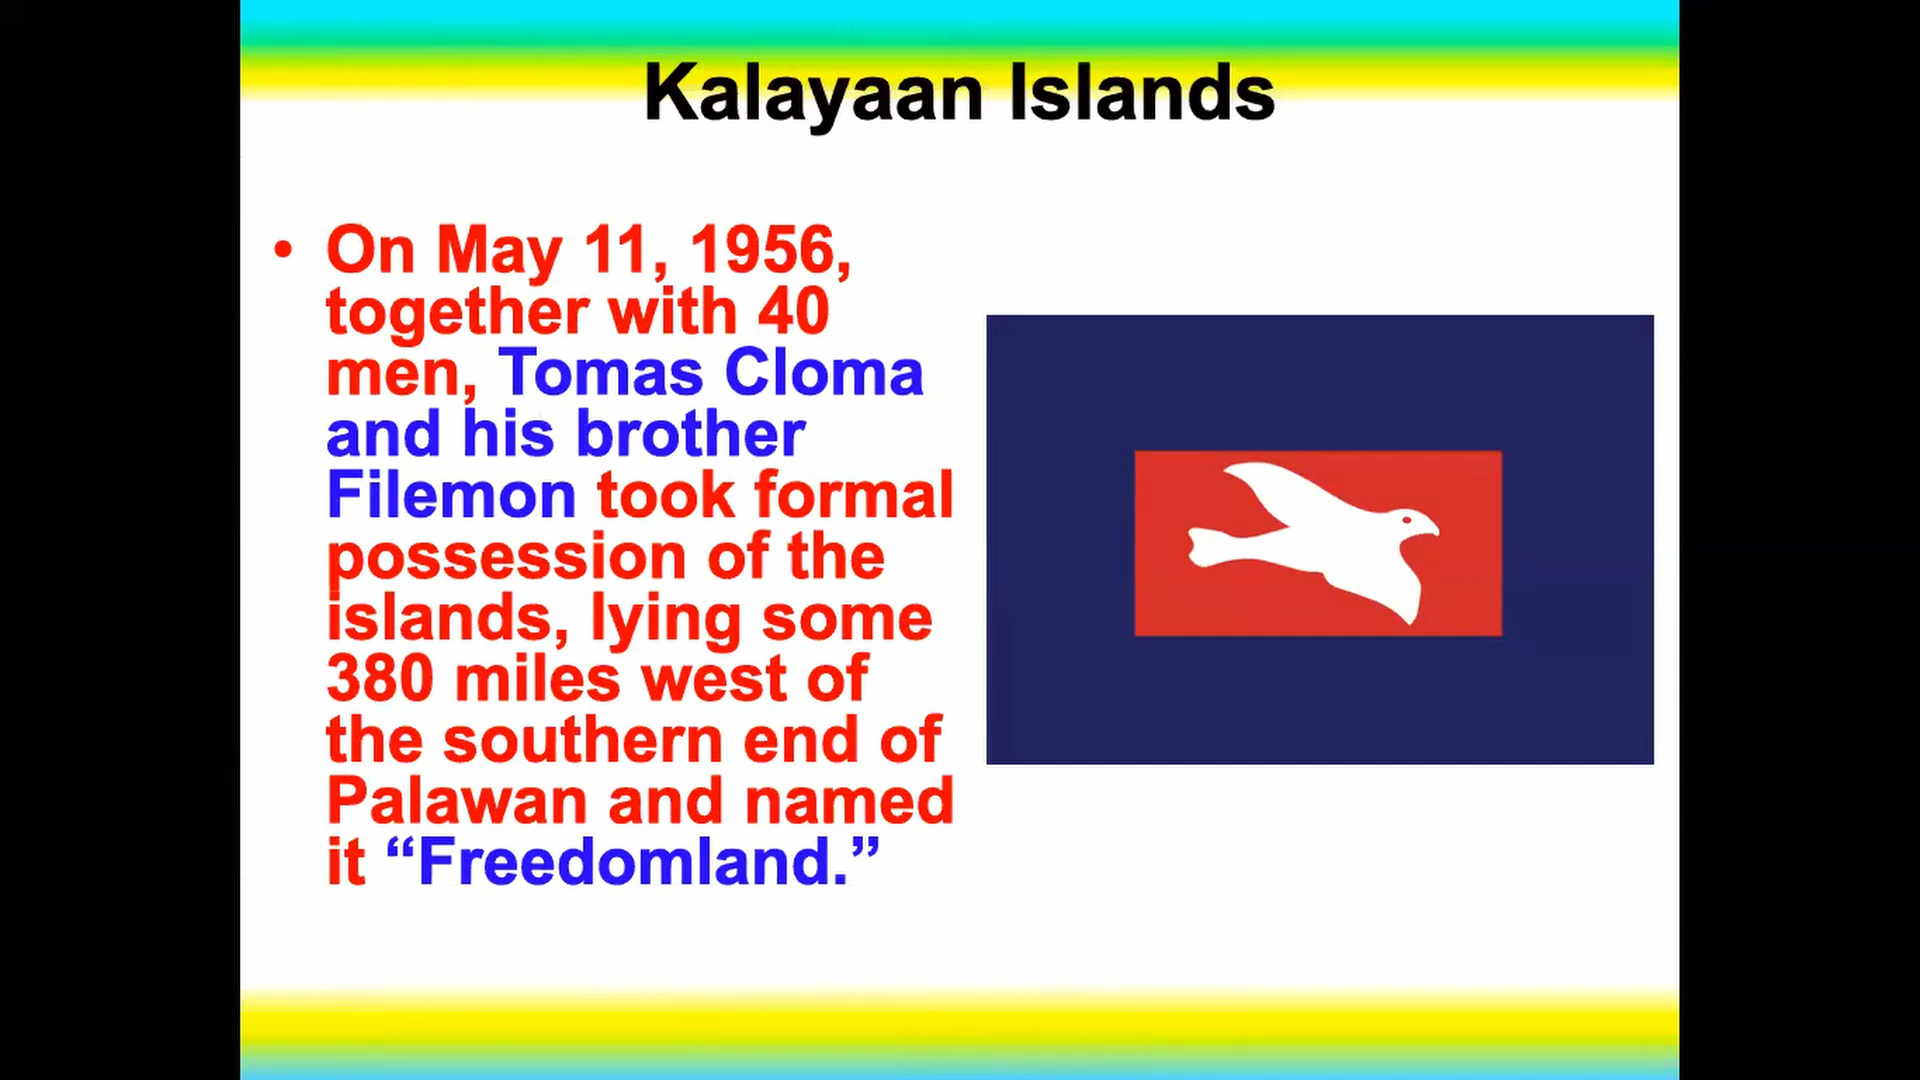 Kalayaan Islands
• On May 11, 1956,
together with 40
men, Tomas Cloma
and his brother
Filemon took formal
possession of the
islands, lying some
380 miles west of
the southern end of
Palawan and named
it “Freedomland.”